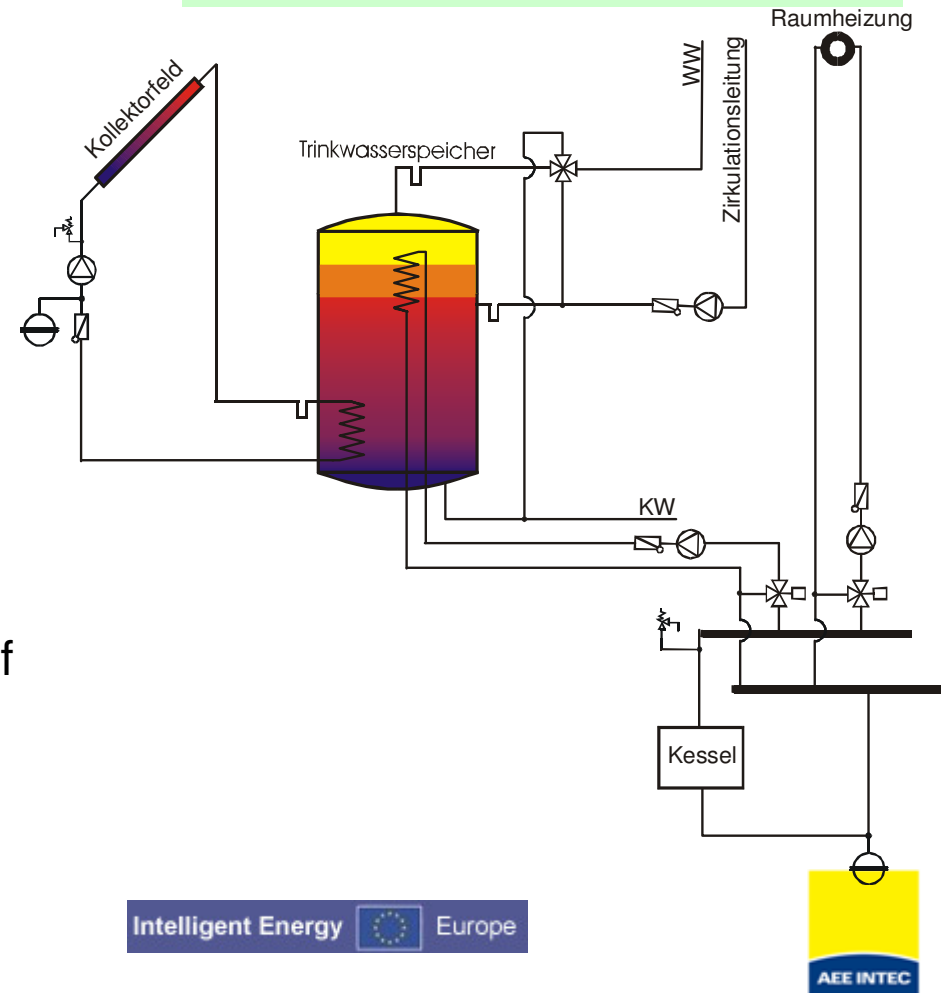 Raumheizung
WW
Zirkulationsleitung
Kollektorfeld
Trinkwasserspeicher
KW
f
Kessel
Intelligent Energy Europe
AEE INTEC